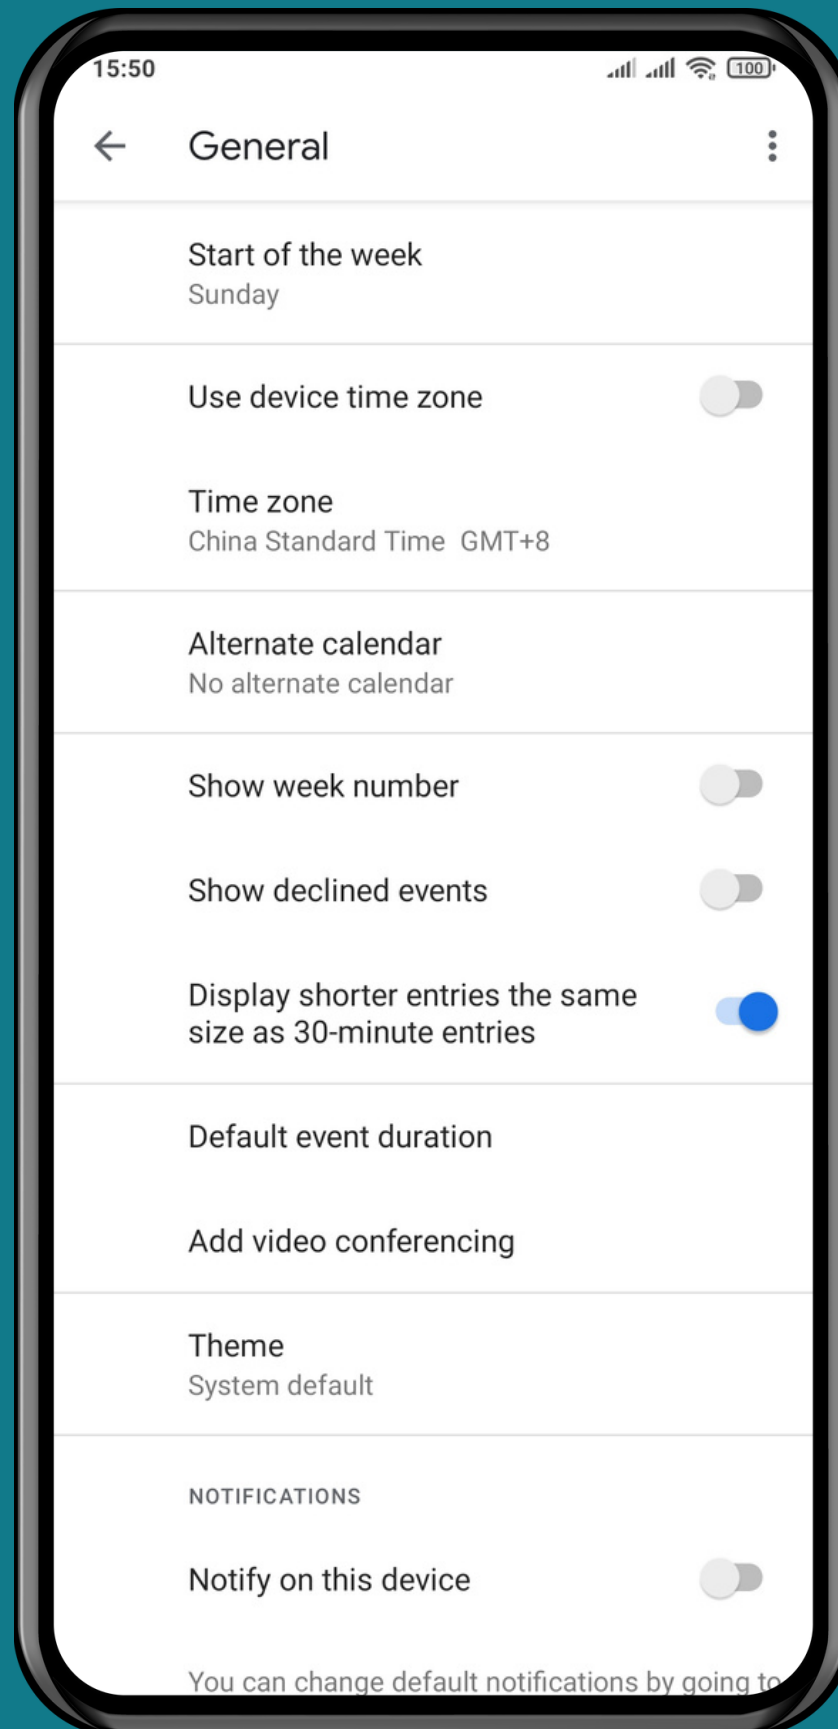 15:50
100
General
Start of the week
Sunday
Use device time zone
Time zone
China Standard Time GMT+8
Alternate calendar
No alternate calendar
Show week number
Show declined events
Display shorter entries the same
size as 30-minute entries
Default event duration
Add video conferencing
Theme
System default
NOTIFICATIONS
Notify on this device
You can change default notifications by going to